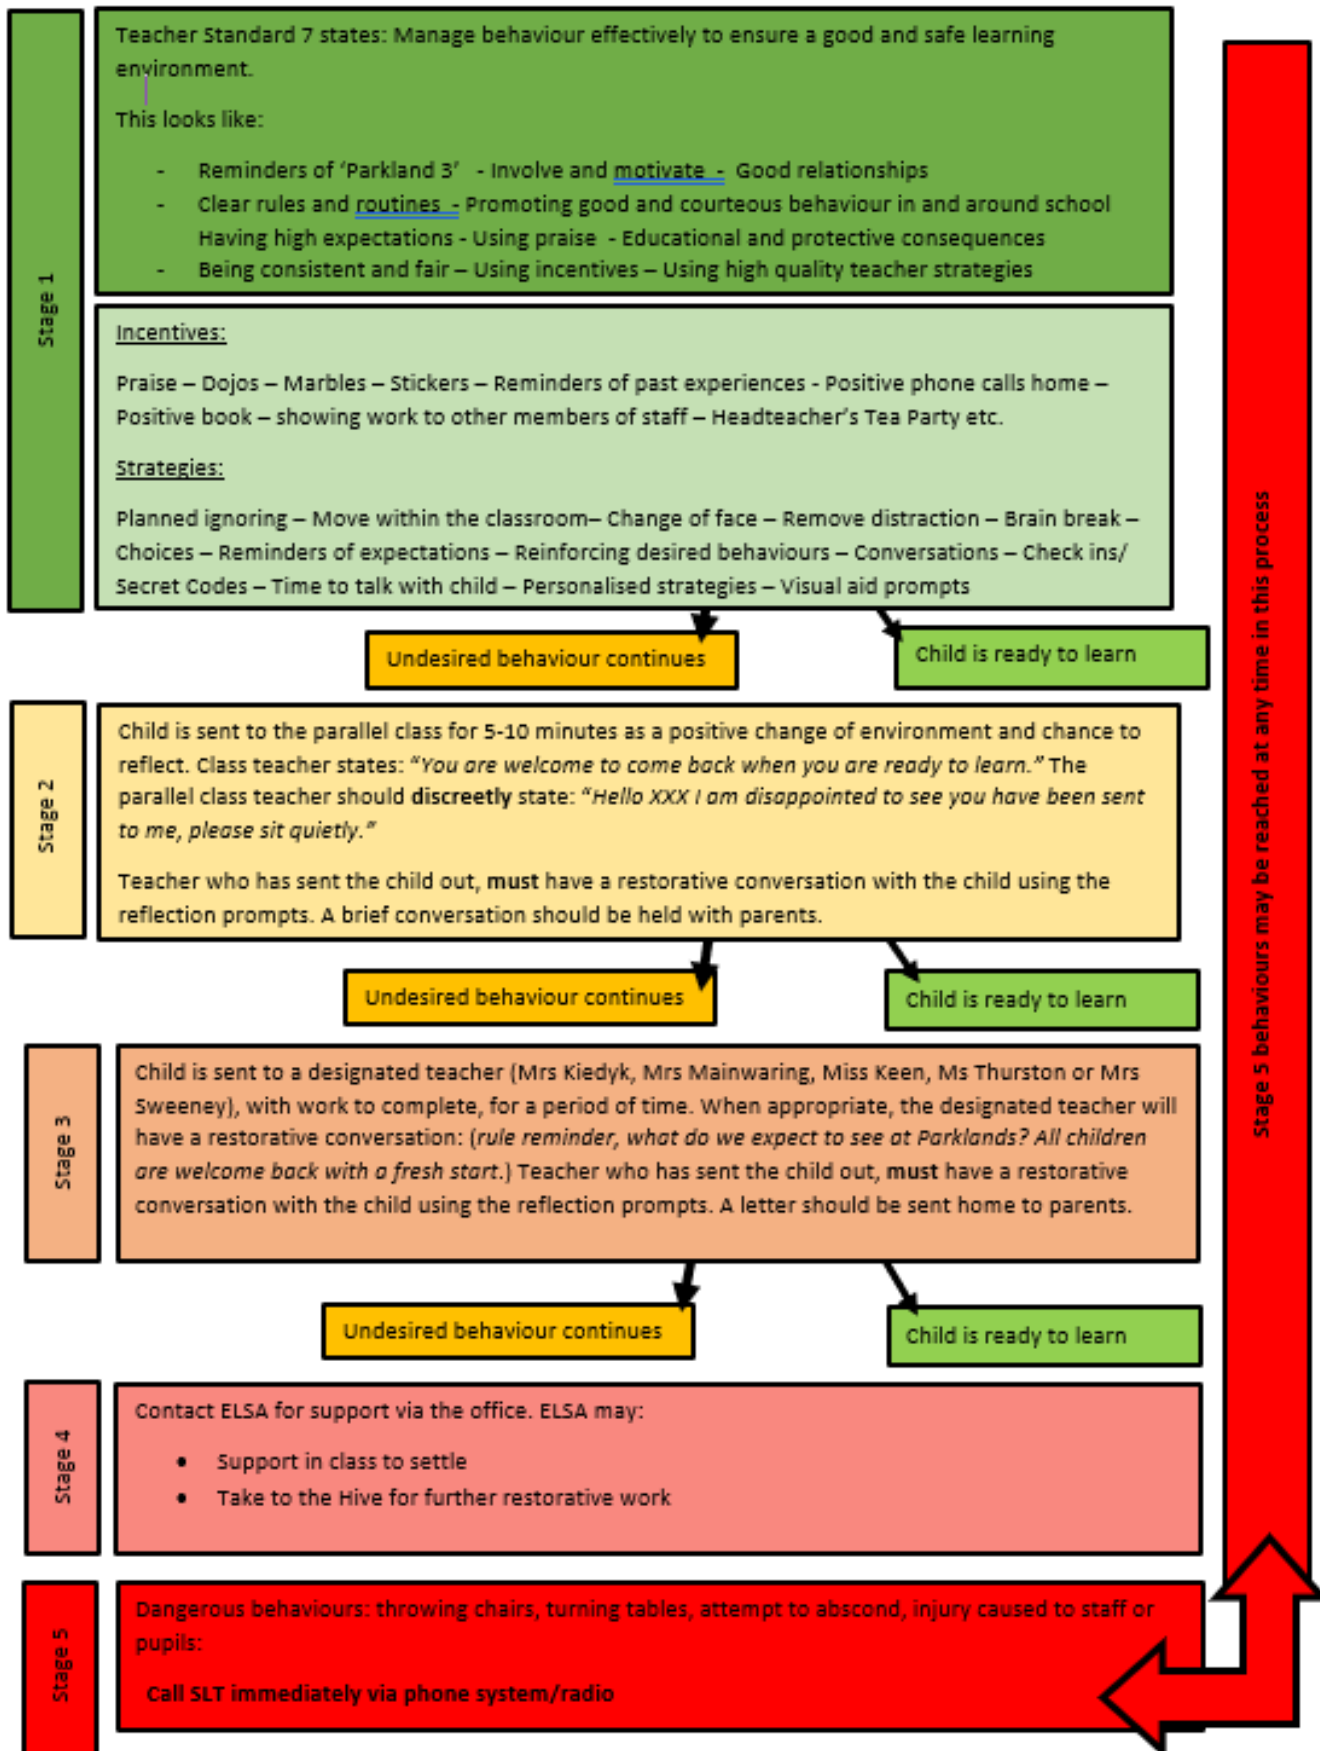 Stage 1
Teacher Standard 7 states: Manage behaviour effectively to ensure a good and safe learning
environment.
This looks like:
- Reminders of ‘Parkland 3’ - Involve and motivate - Good relationships
- Clear rules and routines - Promoting good and courteous behaviour in and around school
Having high expectations - Using praise - Educational and protective consequences
- Being consistent and fair – Using incentives – Using high quality teacher strategies
Incentives:
Praise – Dojos – Marbles – Stickers – Reminders of past experiences - Positive phone calls home –
Positive book – showing work to other members of staff – Headteacher’s Tea Party etc.
Strategies:
Planned ignoring – Move within the classroom– Change of face – Remove distraction – Brain break –
Choices – Reminders of expectations – Reinforcing desired behaviours – Conversations – Check ins/
Secret Codes – Time to talk with child – Personalised strategies – Visual aid prompts
Undesired behaviour continues
Child is ready to learn
Stage 2
Child is sent to the parallel class for 5-10 minutes as a positive change of environment and chance to
reflect. Class teacher states: “You are welcome to come back when you are ready to learn.” The
parallel class teacher should discreetly state: “Hello XXX I am disappointed to see you have been sent
to me, please sit quietly.”
Teacher who has sent the child out, must have a restorative conversation with the child using the
reflection prompts. A brief conversation should be held with parents.
Undesired behaviour continues
Child is ready to learn
Stage 3
Child is sent to a designated teacher (Mrs Kiedyk, Mrs Mainwaring, Miss Keen, Ms Thurston or Mrs
Sweeney), with work to complete, for a period of time. When appropriate, the designated teacher will
have a restorative conversation: (rule reminder, what do we expect to see at Parklands? All children
are welcome back with a fresh start.) Teacher who has sent the child out, must have a restorative
conversation with the child using the reflection prompts. A letter should be sent home to parents.
Undesired behaviour continues
Child is ready to learn
Stage 4
Contact ELSA for support via the office. ELSA may:
• Support in class to settle
• Take to the Hive for further restorative work
Stage 5
Dangerous behaviours: throwing chairs, turning tables, attempt to abscond, injury caused to staff or
pupils:
Call SLT immediately via phone system/radio
Stage 5 behaviours may be reached at any time in this process